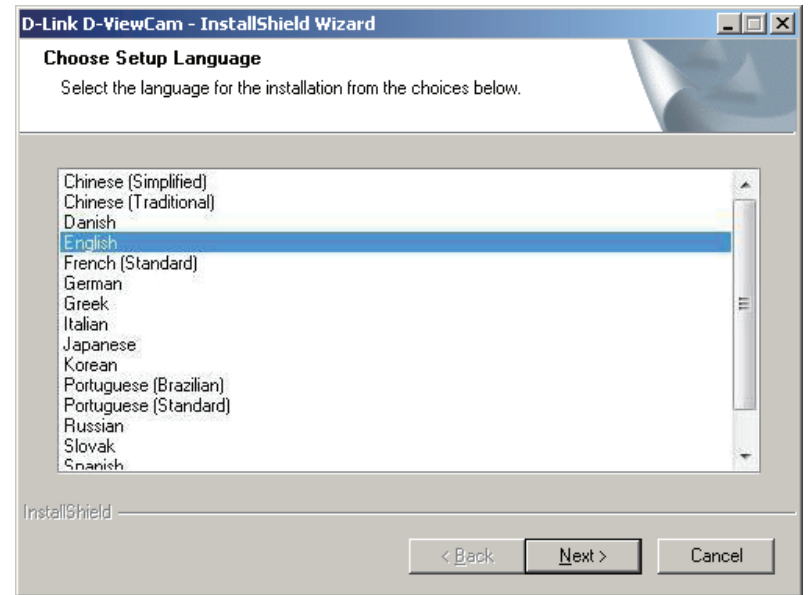 D-Link D-ViewCam - InstallShield Wizard
Choose Setup Language
Select the language for the installation from the choices below.
Chinese (Simplified)
Chinese (Traditional)
Danish
English
French (Standard)
German
Greek
Italian
Japanese
Korean
Portuguese (Brazilian)
Portuguese (Standard)
Russian
Slovak
Spanish
InstallShield
< Back Next > Cancel